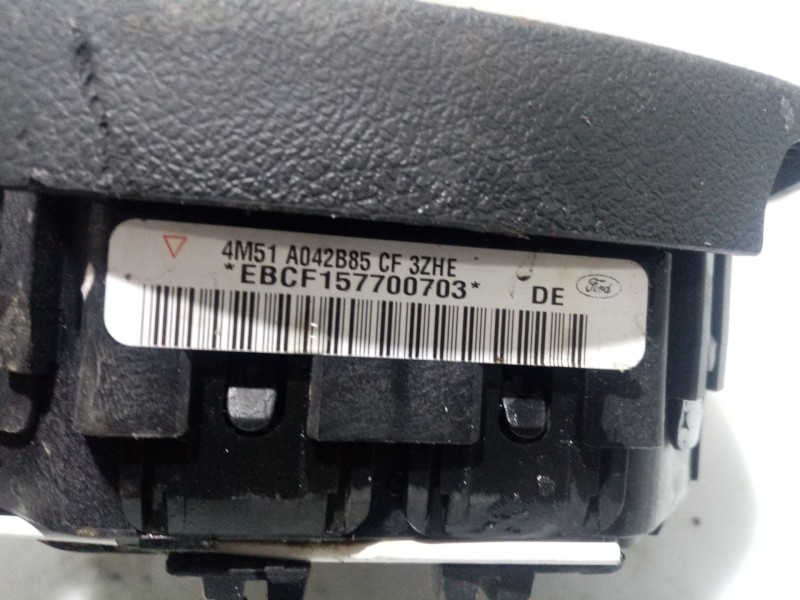 4M51 A042B85 CF 3ZHE
*EBCF157700703*
DE
Ford